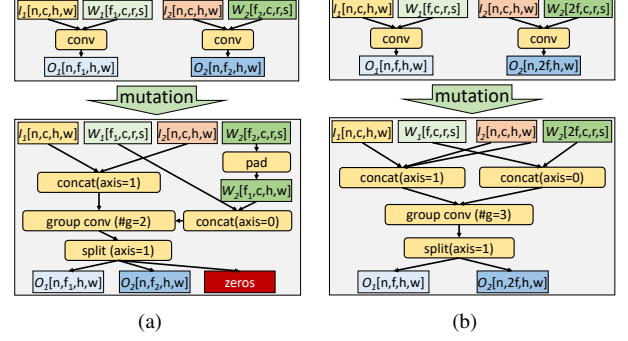 I₁[n,c,h,w] W₁[f₁,c,r,s] I₂[n,c,h,w] W₂[f₂,c,r,s]
conv conv
O₁[n,f₁,h,w] O₂[n,f₂,h,w]
mutation
I₁[n,c,h,w] W₁[f₁,c,r,s] I₂[n,c,h,w] W₂[f₂,c,r,s]
pad
concat(axis=1) W₂[f₁,c,h,w]
group conv (#g=2) concat(axis=0)
split (axis=1)
O₁[n,f₁,h,w] O₂[n,f₂,h,w] zeros
(a)
I₁[n,c,h,w] W₁[f,c,r,s] I₂[n,c,h,w] W₂[2f,c,r,s]
conv conv
O₁[n,f,h,w] O₂[n,2f,h,w]
mutation
I₁[n,c,h,w] W₁[f,c,r,s] I₂[n,c,h,w] W₂[2f,c,r,s]
concat(axis=1) concat(axis=0)
group conv (#g=3)
split(axis=1)
O₁[n,f,h,w] O₂[n,2f,h,w]
(b)